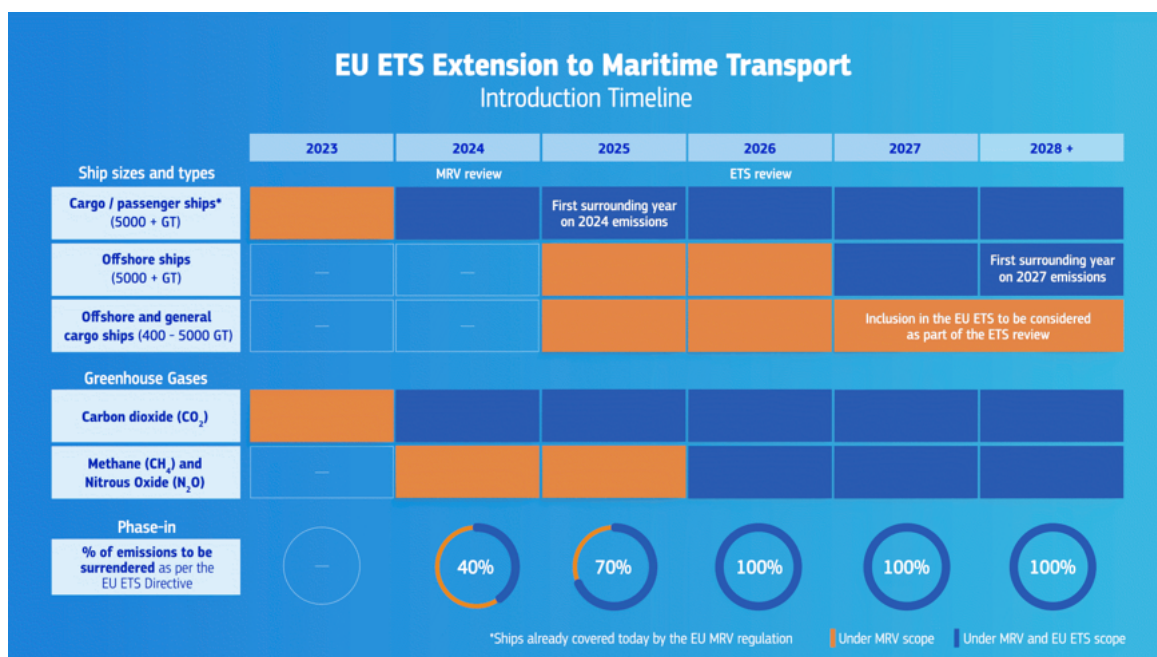 EU ETS Extension to Maritime Transport
Introduction Timeline
2023
2024
2025
2026
2027
2028 +
Ship sizes and types
MRV review
ETS review
Cargo / passenger ships*
(5000 + GT)
First surrounding year
on 2024 emissions
Offshore ships
(5000 + GT)
—
—
First surrounding year
on 2027 emissions
Offshore and general
cargo ships (400 - 5000 GT)
—
—
Inclusion in the EU ETS to be considered
as part of the ETS review
Greenhouse Gases
Carbon dioxide (CO₂)
Methane (CH₄) and
Nitrous Oxide (N₂O)
—
Phase-in
% of emissions to be
surrendered as per the
EU ETS Directive
—
40%
70%
100%
100%
100%
*Ships already covered today by the EU MRV regulation
Under MRV scope
Under MRV and EU ETS scope